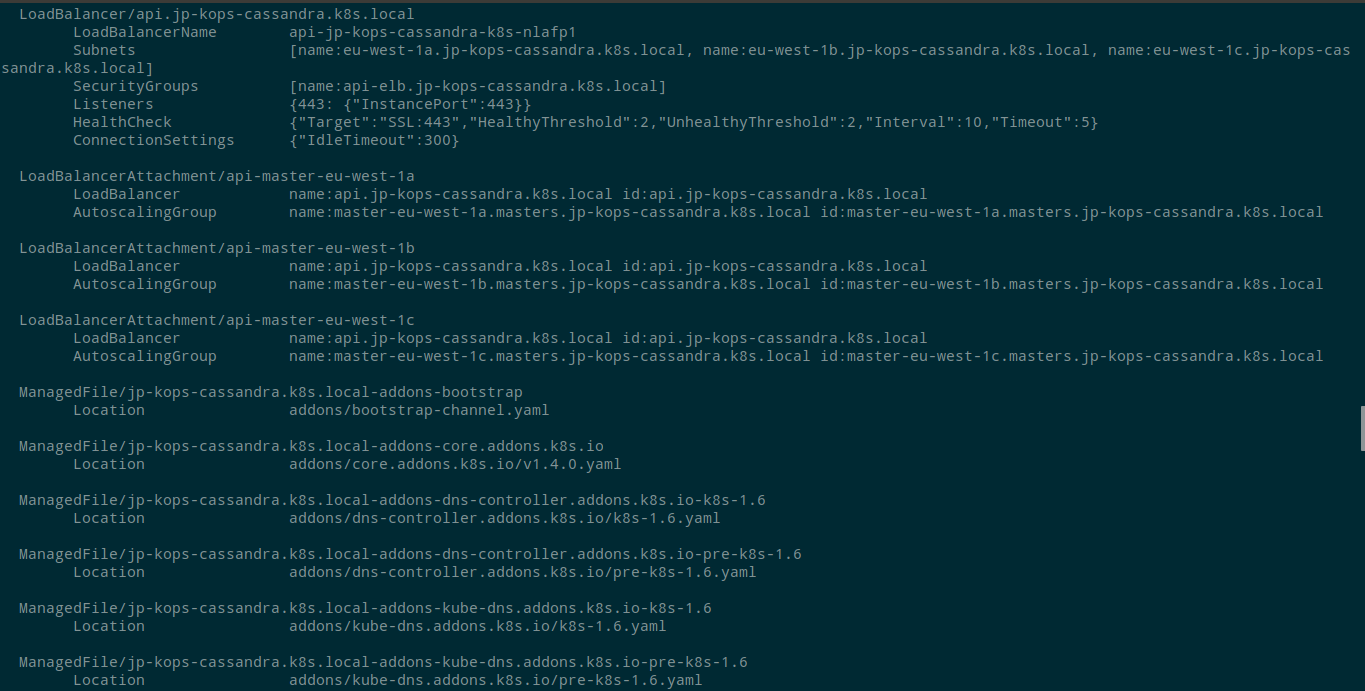 LoadBalancer/api.jp-kops-cassandra.k8s.local
LoadBalancerName api-jp-kops-cassandra-k8s-nlafp1
Subnets [name:eu-west-1a.jp-kops-cassandra.k8s.local, name:eu-west-1b.jp-kops-cassandra.k8s.local, name:eu-west-1c.jp-kops-cas
sandra.k8s.local]
SecurityGroups [name:api-elb.jp-kops-cassandra.k8s.local]
Listeners {443: {"InstancePort":443}}
HealthCheck {"Target":"SSL:443","HealthyThreshold":2,"UnhealthyThreshold":2,"Interval":10,"Timeout":5}
ConnectionSettings {"IdleTimeout":300}
LoadBalancerAttachment/api-master-eu-west-1a
LoadBalancer name:api.jp-kops-cassandra.k8s.local id:api.jp-kops-cassandra.k8s.local
AutoscalingGroup name:master-eu-west-1a.masters.jp-kops-cassandra.k8s.local id:master-eu-west-1a.masters.jp-kops-cassandra.k8s.local
LoadBalancerAttachment/api-master-eu-west-1b
LoadBalancer name:api.jp-kops-cassandra.k8s.local id:api.jp-kops-cassandra.k8s.local
AutoscalingGroup name:master-eu-west-1b.masters.jp-kops-cassandra.k8s.local id:master-eu-west-1b.masters.jp-kops-cassandra.k8s.local
LoadBalancerAttachment/api-master-eu-west-1c
LoadBalancer name:api.jp-kops-cassandra.k8s.local id:api.jp-kops-cassandra.k8s.local
AutoscalingGroup name:master-eu-west-1c.masters.jp-kops-cassandra.k8s.local id:master-eu-west-1c.masters.jp-kops-cassandra.k8s.local
ManagedFile/jp-kops-cassandra.k8s.local-addons-bootstrap
Location addons/bootstrap-channel.yaml
ManagedFile/jp-kops-cassandra.k8s.local-addons-core.addons.k8s.io
Location addons/core.addons.k8s.io/v1.4.0.yaml
ManagedFile/jp-kops-cassandra.k8s.local-addons-dns-controller.addons.k8s.io-k8s-1.6
Location addons/dns-controller.addons.k8s.io/k8s-1.6.yaml
ManagedFile/jp-kops-cassandra.k8s.local-addons-dns-controller.addons.k8s.io-pre-k8s-1.6
Location addons/dns-controller.addons.k8s.io/pre-k8s-1.6.yaml
ManagedFile/jp-kops-cassandra.k8s.local-addons-kube-dns.addons.k8s.io-k8s-1.6
Location addons/kube-dns.addons.k8s.io/k8s-1.6.yaml
ManagedFile/jp-kops-cassandra.k8s.local-addons-kube-dns.addons.k8s.io-pre-k8s-1.6
Location addons/kube-dns.addons.k8s.io/pre-k8s-1.6.yaml